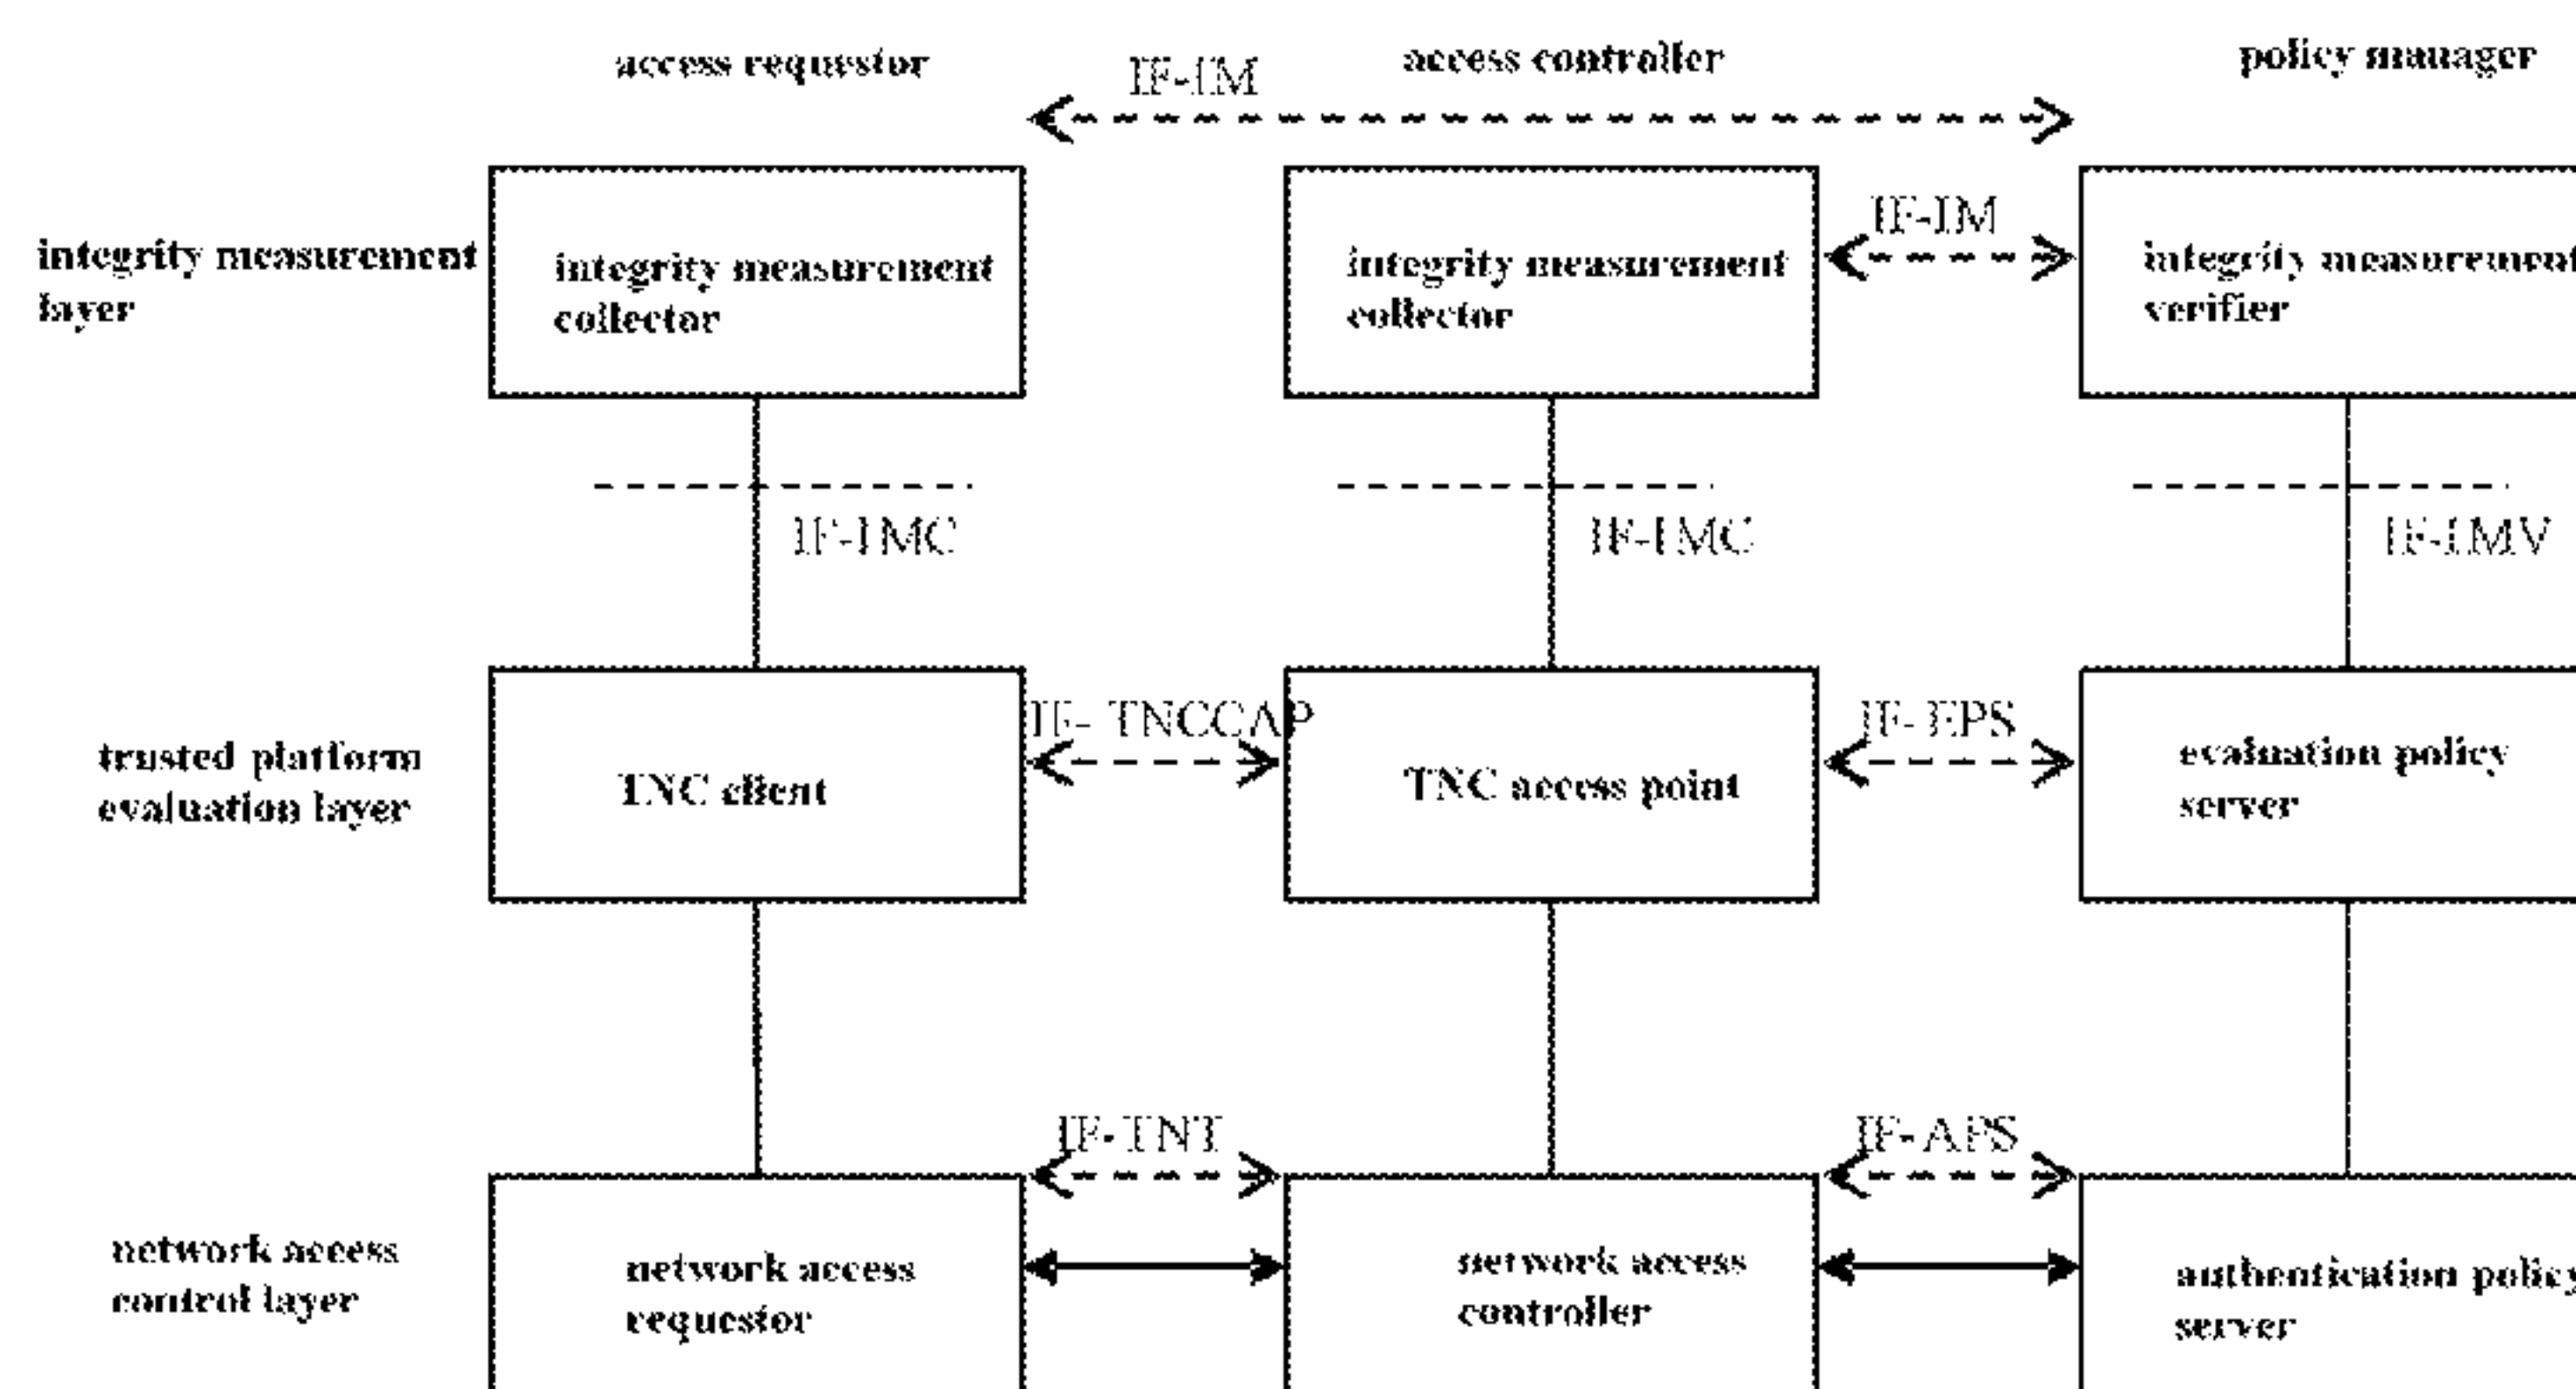 access requestor
IF-IM
access controller
policy manager
integrity measurement
layer
integrity measurement
collector
integrity measurement
collector
IF-IM
integrity measurement
verifier
IF-IMC
IF-IMC
IF-IMV
trusted platform
evaluation layer
TNC client
IF- TNCCAP
TNC access point
IF-EPS
evaluation policy
server
IF-TNT
IF-APS
network access
control layer
network access
requestor
network access
controller
authentication policy
server